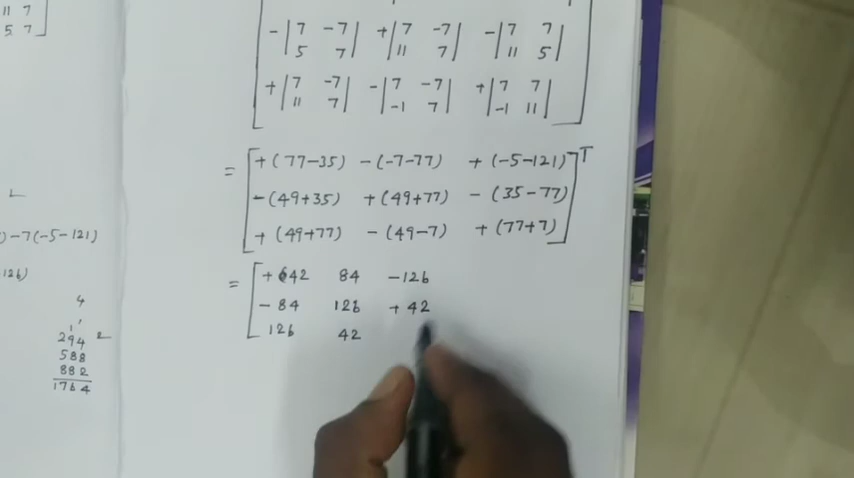 11 7
5 7
-|7 -7| +|7 -7| -|7 7|
5 7 11 7 11 5
+|7 -7| -|7 -7| +|7 7|
11 7 -1 7 -1 11
= [+(77-35) -(-7-77) +(-5-121)]T
-(49+35) +(49+77) -(35-77)
+(49+77) -(49-7) +(77+7)
= [+42 84 -126
-84 126 +42
126 42
)-7(-5-121)
126)
4
1 1
294
588
882
1764